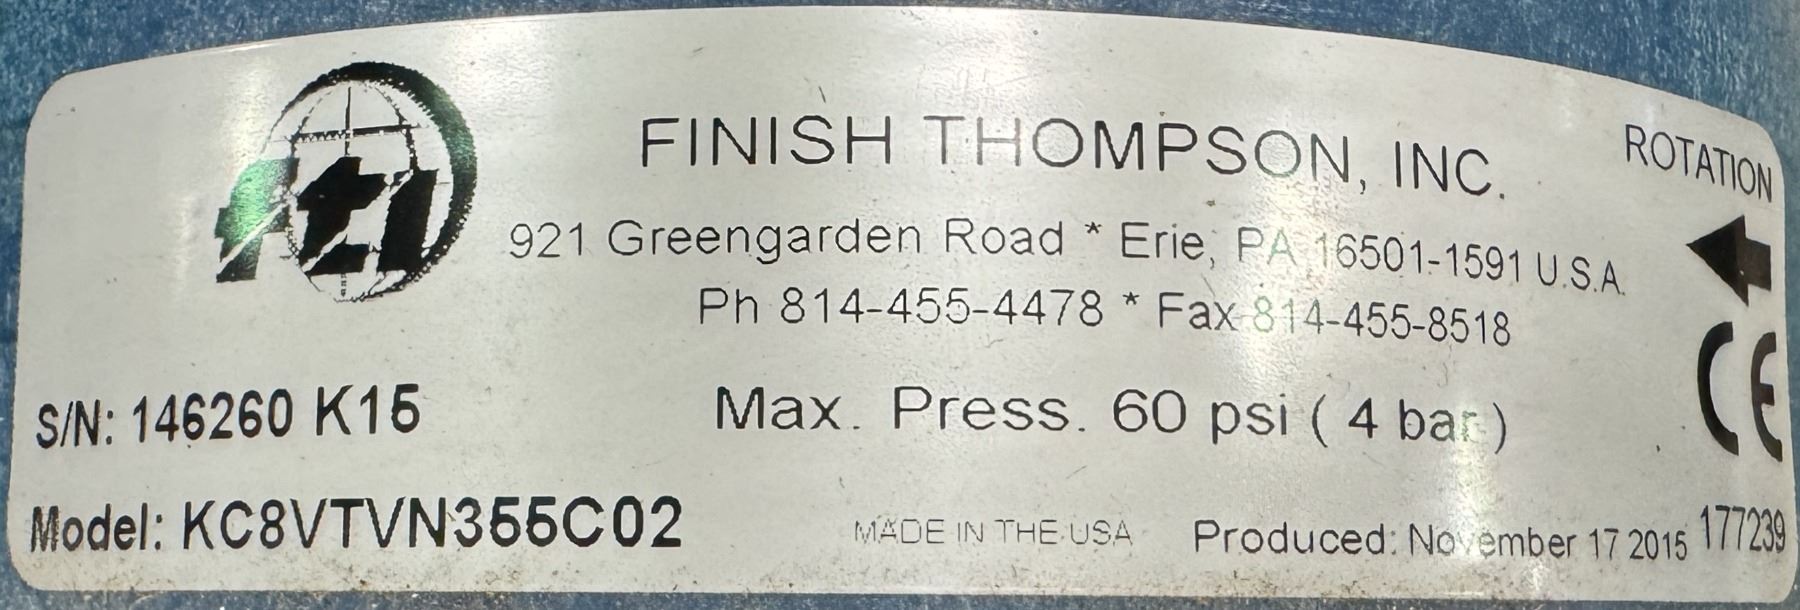 fti
FINISH THOMPSON, INC.
ROTATION
921 Greengarden Road * Erie, PA 16501-1591 U.S.A.
Ph 814-455-4478 * Fax 814-455-8518
CE
S/N: 146260 K15
Max. Press. 60 psi ( 4 bar )
Model: KC8VTVN355C02
MADE IN THE USA
Produced: November 17 2015
177239